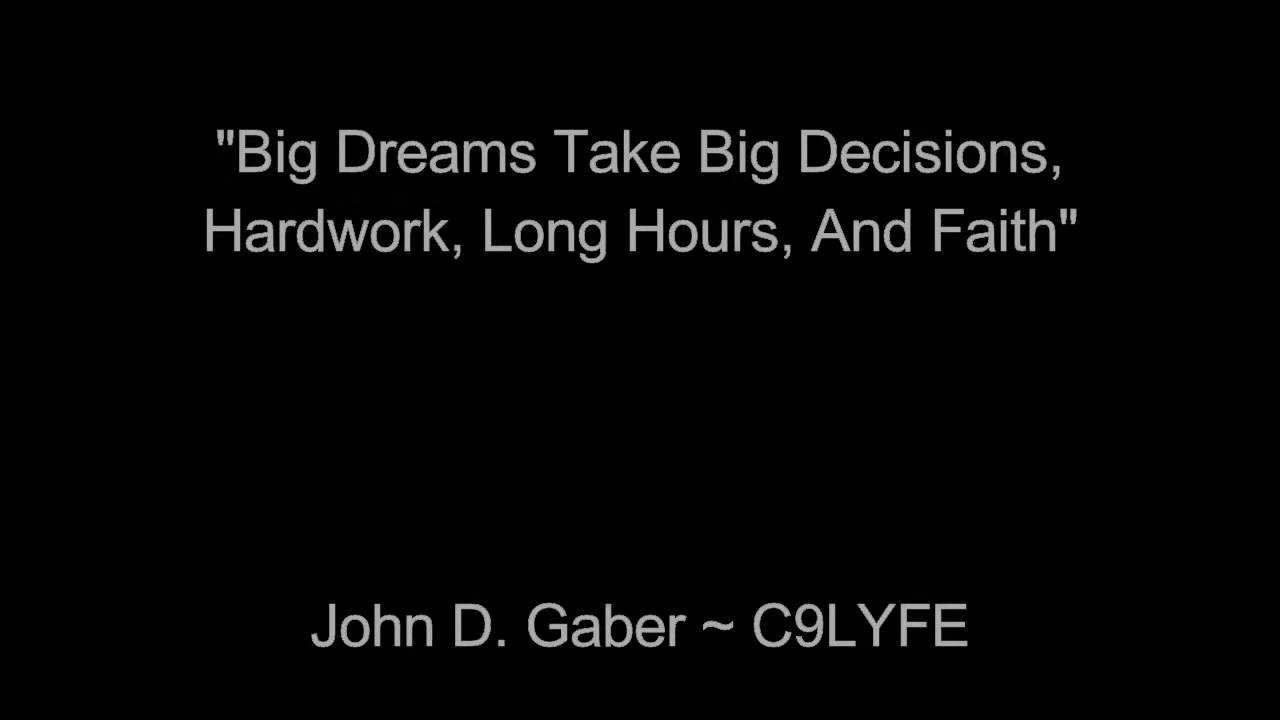 "Big Dreams Take Big Decisions,
Hardwork, Long Hours, And Faith"
John D. Gaber ~ C9LYFE